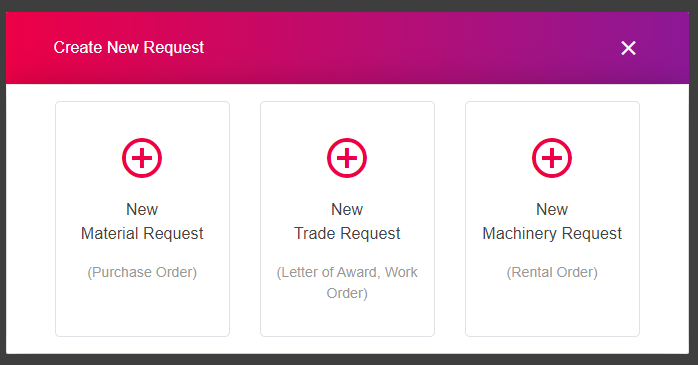 Create New Request
New
Material Request
(Purchase Order)
New
Trade Request
(Letter of Award, Work
Order)
New
Machinery Request
(Rental Order)